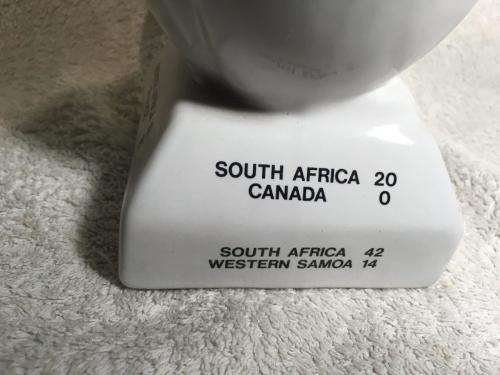 SOUTH AFRICA 20
CANADA 0
SOUTH AFRICA 42
WESTERN SAMOA 14